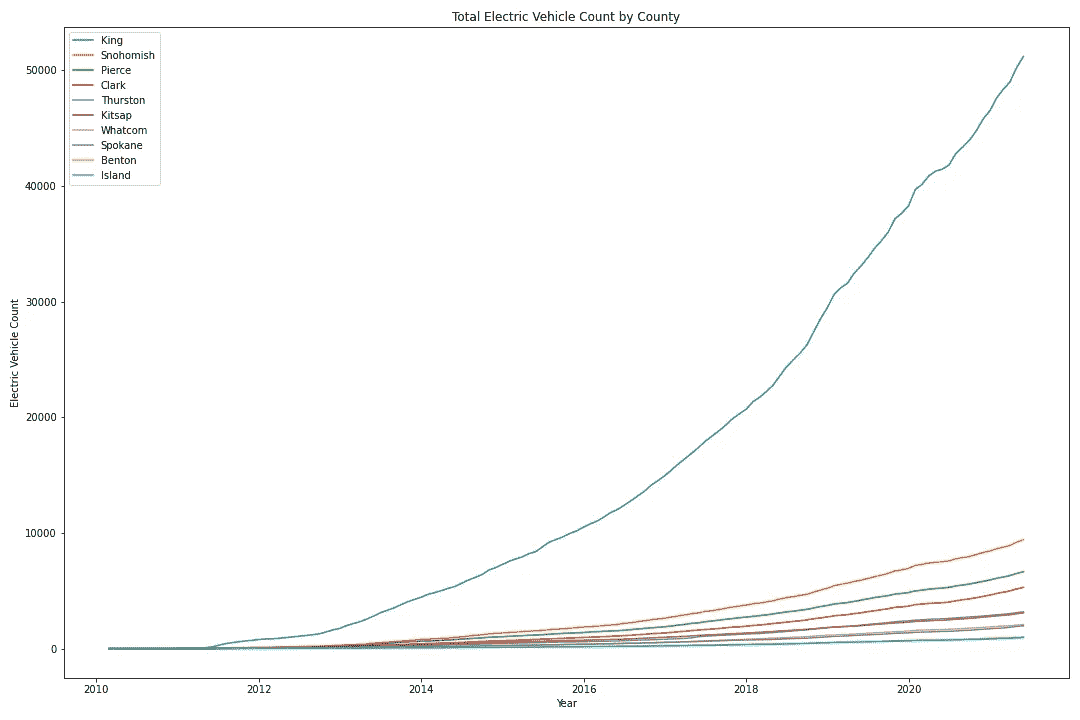 Total Electric Vehicle Count by County
King
Snohomish
Pierce
Clark
Thurston
Kitsap
Whatcom
Spokane
Benton
Island
50000
40000
30000
20000
10000
0
Electric Vehicle Count
2010 2012 2014 2016 2018 2020
Year